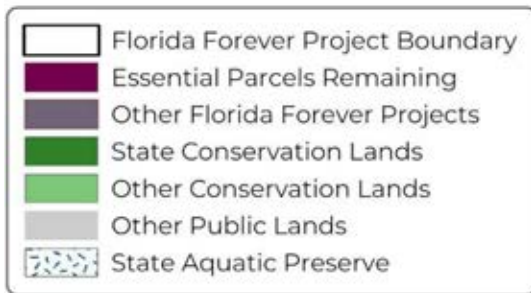 Florida Forever Project Boundary
Essential Parcels Remaining
Other Florida Forever Projects
State Conservation Lands
Other Conservation Lands
Other Public Lands
State Aquatic Preserve